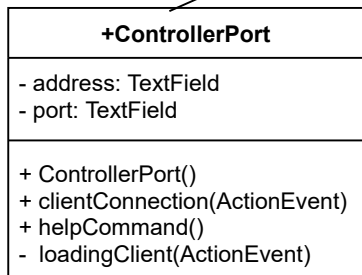 +ControllerPort
- address: TextField
- port: TextField
+ ControllerPort()
+ clientConnection(ActionEvent)
+ helpCommand()
- loadingClient(ActionEvent)